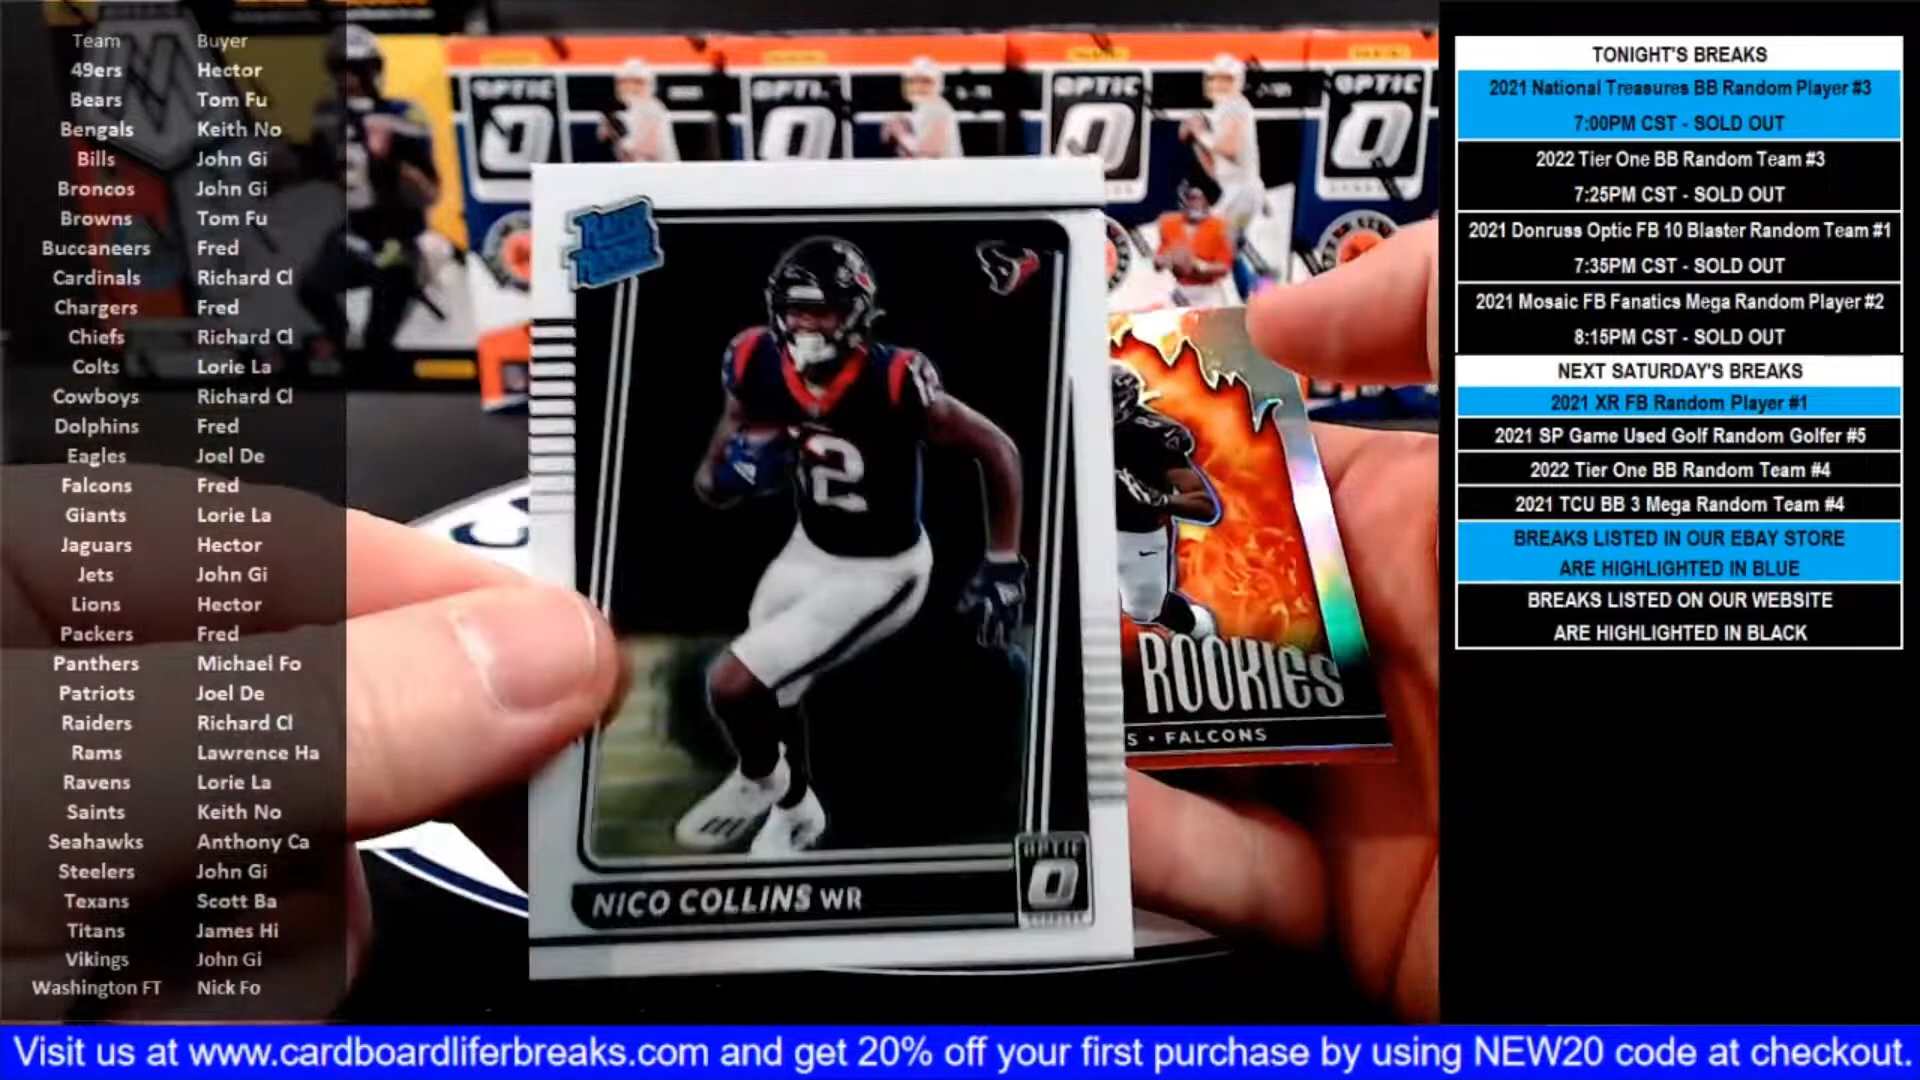 Team Buyer
49ers Hector
Bears Tom Fu
Bengals Keith No
Bills John Gi
Broncos John Gi
Browns Tom Fu
Buccaneers Fred
Cardinals Richard Cl
Chargers Fred
Chiefs Richard Cl
Colts Lorie La
Cowboys Richard Cl
Dolphins Fred
Eagles Joel De
Falcons Fred
Giants Lorie La
Jaguars Hector
Jets John Gi
Lions Hector
Packers Fred
Panthers Michael Fo
Patriots Joel De
Raiders Richard Cl
Rams Lawrence Ha
Ravens Lorie La
Saints Keith No
Seahawks Anthony Ca
Steelers John Gi
Texans Scott Ba
Titans James Hi
Vikings John Gi
Washington FT Nick Fo
OPTIC
OPTIC
OPTIC
12
NICO COLLINS WR
OPTIC
ROOKIES
S • FALCONS
TONIGHT'S BREAKS
2021 National Treasures BB Random Player #3
7:00PM CST - SOLD OUT
2022 Tier One BB Random Team #3
7:25PM CST - SOLD OUT
2021 Donruss Optic FB 10 Blaster Random Team #1
7:35PM CST - SOLD OUT
2021 Mosaic FB Fanatics Mega Random Player #2
8:15PM CST - SOLD OUT
NEXT SATURDAY'S BREAKS
2021 XR FB Random Player #1
2021 SP Game Used Golf Random Golfer #5
2022 Tier One BB Random Team #4
2021 TCU BB 3 Mega Random Team #4
BREAKS LISTED IN OUR EBAY STORE
ARE HIGHLIGHTED IN BLUE
BREAKS LISTED ON OUR WEBSITE
ARE HIGHLIGHTED IN BLACK
Visit us at www.cardboardliferbreaks.com and get 20% off your first purchase by using NEW20 code at checkout.